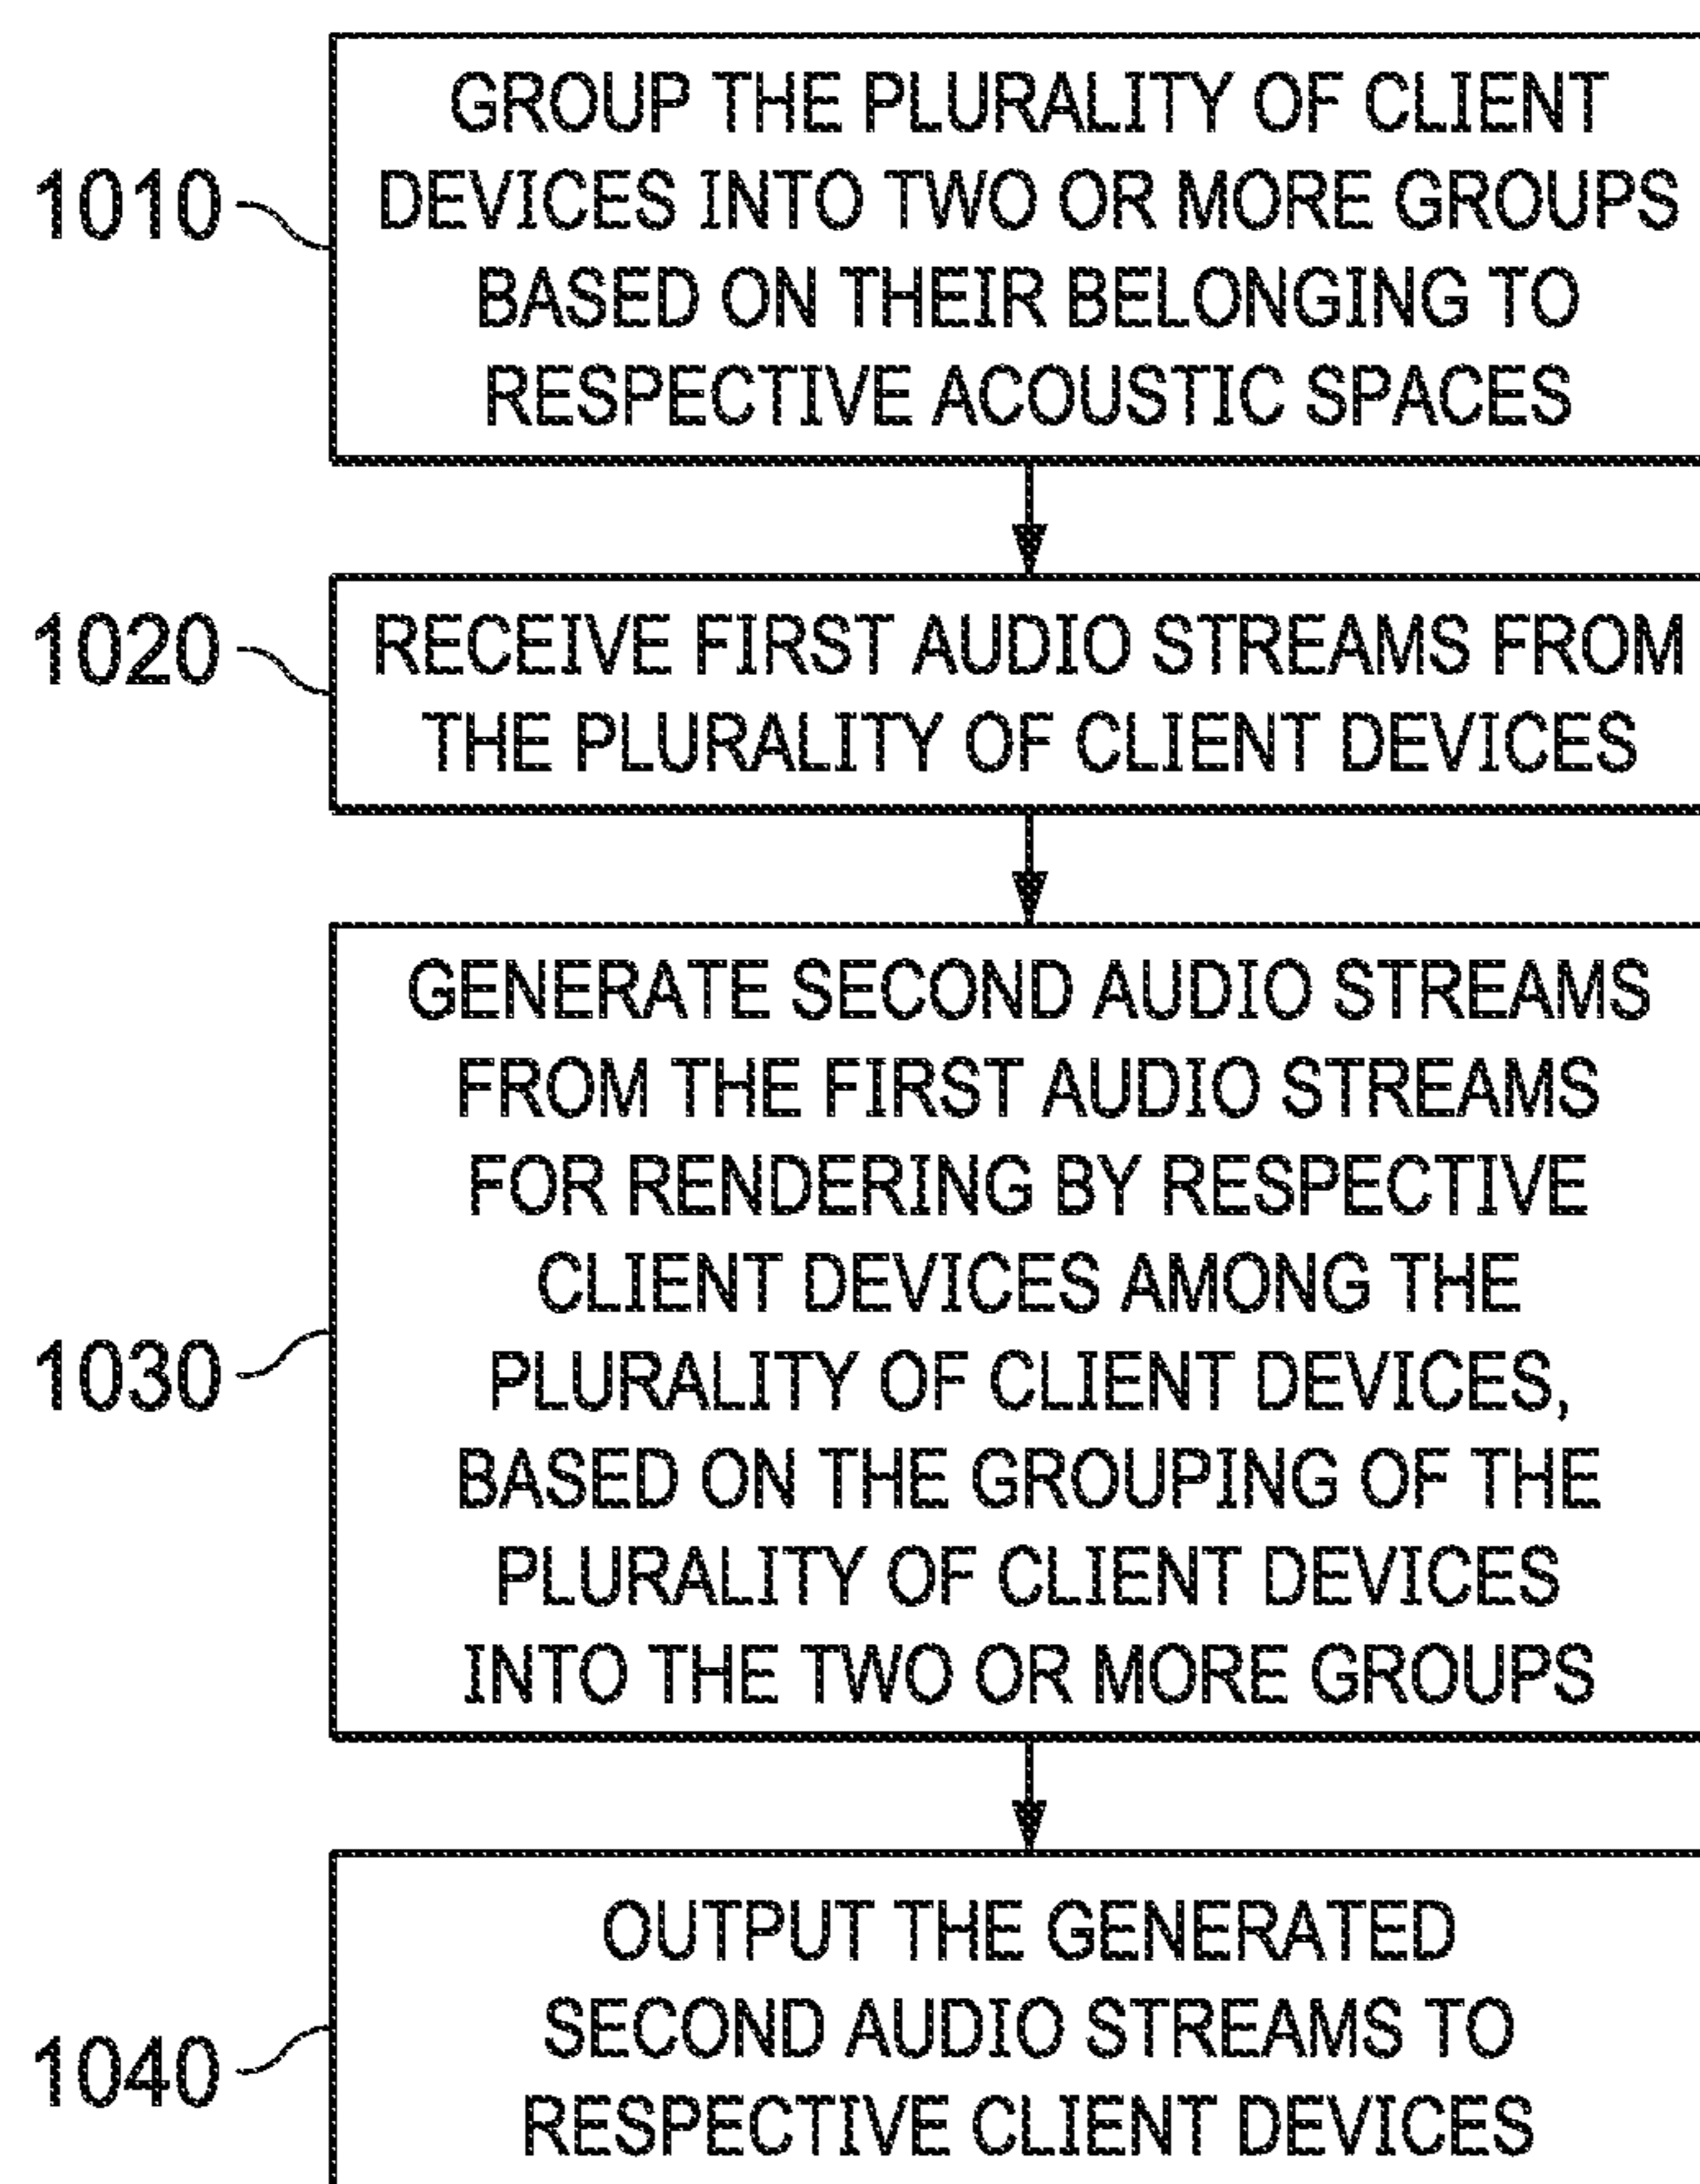 GROUP THE PLURALITY OF CLIENT
DEVICES INTO TWO OR MORE GROUPS
BASED ON THEIR BELONGING TO
RESPECTIVE ACOUSTIC SPACES
1010
RECEIVE FIRST AUDIO STREAMS FROM
THE PLURALITY OF CLIENT DEVICES
1020
GENERATE SECOND AUDIO STREAMS
FROM THE FIRST AUDIO STREAMS
FOR RENDERING BY RESPECTIVE
CLIENT DEVICES AMONG THE
PLURALITY OF CLIENT DEVICES,
BASED ON THE GROUPING OF THE
PLURALITY OF CLIENT DEVICES
INTO THE TWO OR MORE GROUPS
1030
OUTPUT THE GENERATED
SECOND AUDIO STREAMS TO
RESPECTIVE CLIENT DEVICES
1040